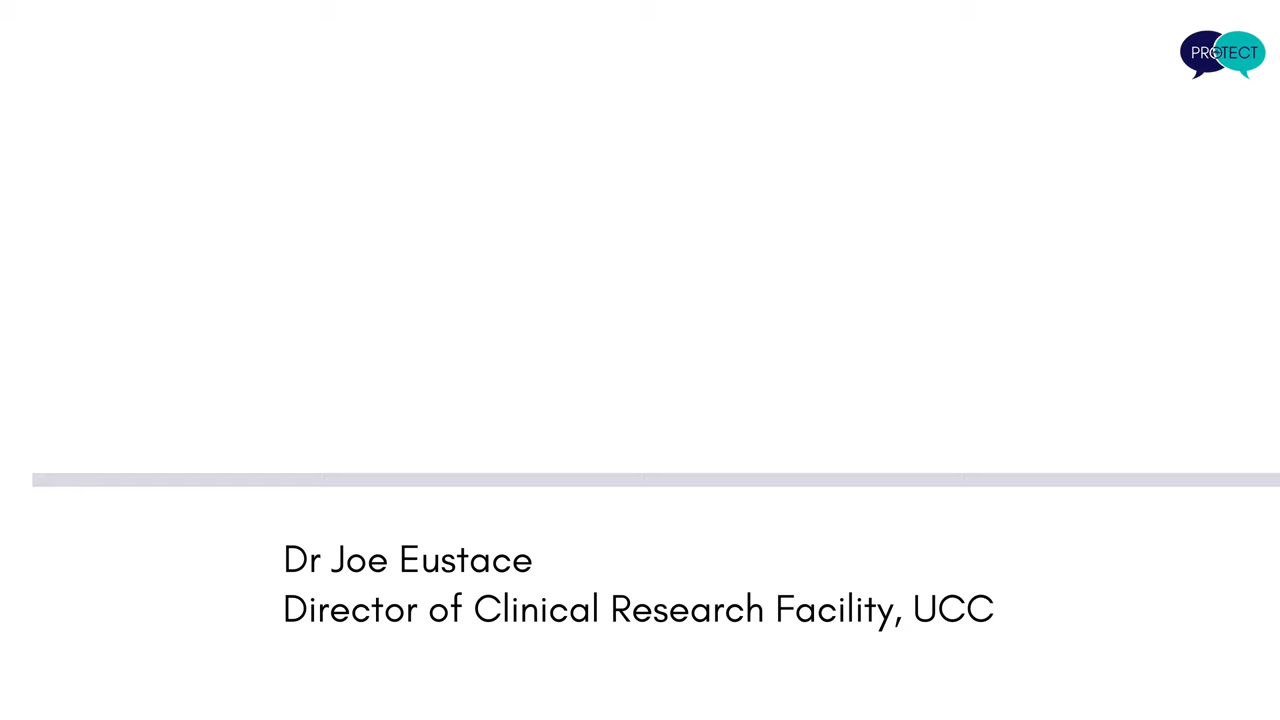 PROTECT
Dr Joe Eustace
Director of Clinical Research Facility, UCC